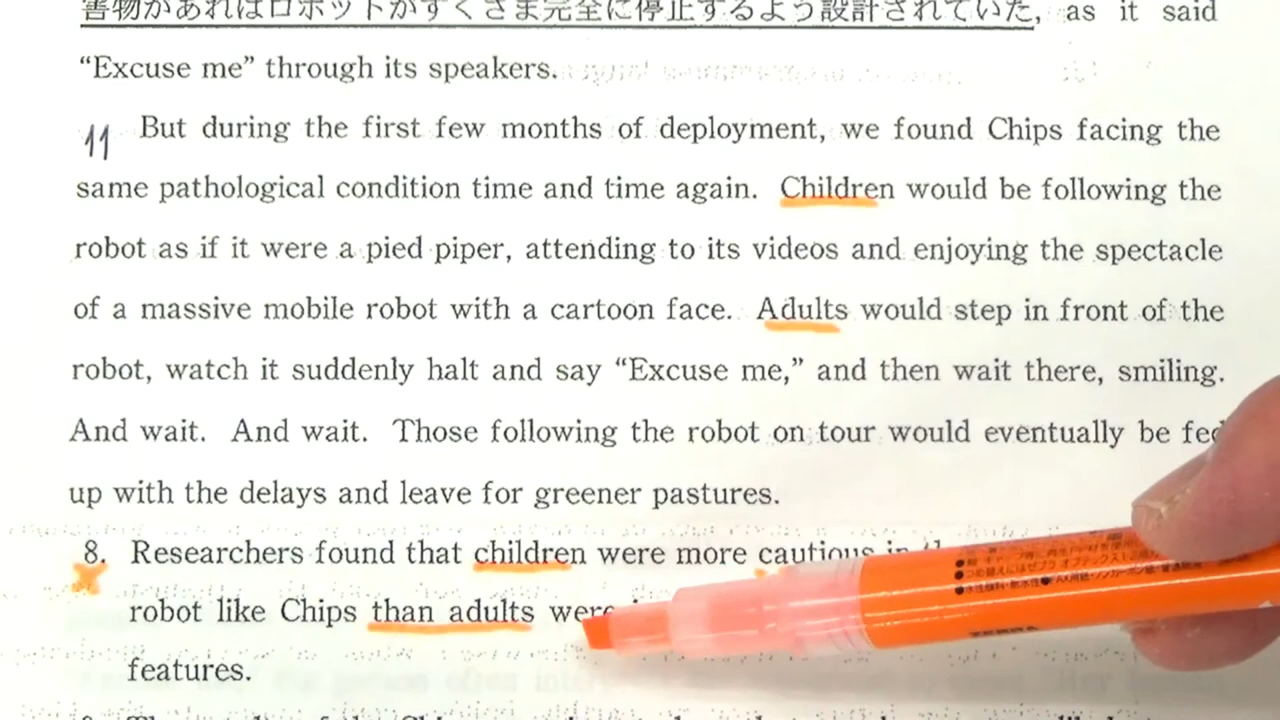 害物があればロボットがすぐさま完全に停止するよう設計されていた, as it said
“Excuse me” through its speakers.
11 But during the first few months of deployment, we found Chips facing the
same pathological condition time and time again. Children would be following the
robot as if it were a pied piper, attending to its videos and enjoying the spectacle
of a massive mobile robot with a cartoon face. Adults would step in front of the
robot, watch it suddenly halt and say “Excuse me,” and then wait there, smiling.
And wait. And wait. Those following the robot on tour would eventually be fed
up with the delays and leave for greener pastures.
8. Researchers found that children were more cautious in
robot like Chips than adults were
features.